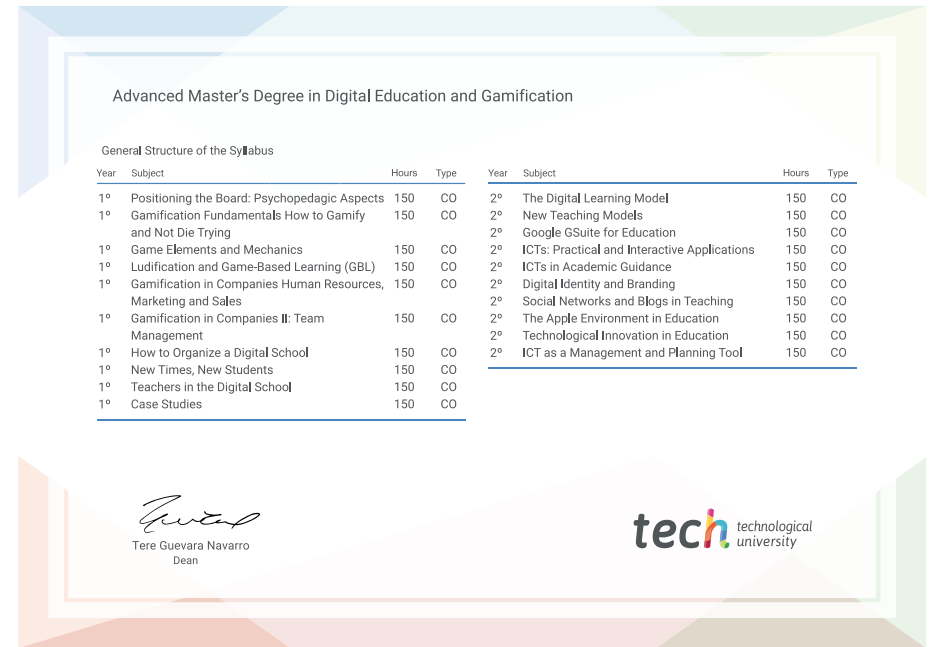 Advanced Master’s Degree in Digital Education and Gamification
General Structure of the Syllabus
Year Subject Hours Type
1º Positioning the Board: Psychopedagic Aspects 150 CO
1º Gamification Fundamentals How to Gamify 150 CO
and Not Die Trying
1º Game Elements and Mechanics 150 CO
1º Ludification and Game-Based Learning (GBL) 150 CO
1º Gamification in Companies Human Resources, 150 CO
Marketing and Sales
1º Gamification in Companies II: Team 150 CO
Management
1º How to Organize a Digital School 150 CO
1º New Times, New Students 150 CO
1º Teachers in the Digital School 150 CO
1º Case Studies 150 CO
Year Subject Hours Type
2º The Digital Learning Model 150 CO
2º New Teaching Models 150 CO
2º Google GSuite for Education 150 CO
2º ICTs: Practical and Interactive Applications 150 CO
2º ICTs in Academic Guidance 150 CO
2º Digital Identity and Branding 150 CO
2º Social Networks and Blogs in Teaching 150 CO
2º The Apple Environment in Education 150 CO
2º Technological Innovation in Education 150 CO
2º ICT as a Management and Planning Tool 150 CO
Tere Guevara Navarro
Dean
tech technological
university